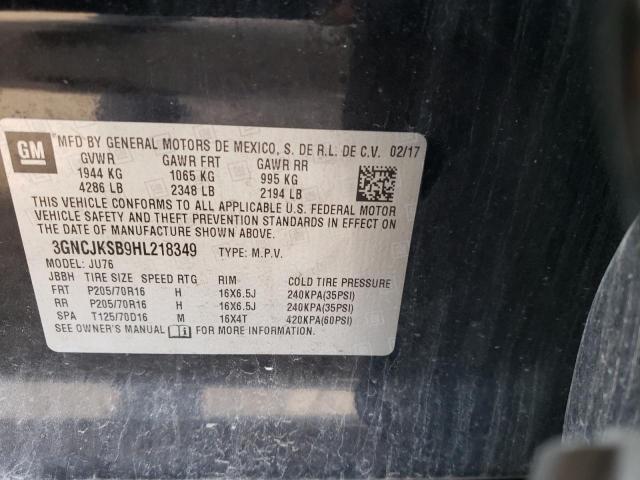 GM
MFD BY GENERAL MOTORS DE MEXICO, S. DE R.L. DE C.V. 02/17
GVWR GAWR FRT GAWR RR
1944 KG 1065 KG 995 KG
4286 LB 2348 LB 2194 LB
THIS VEHICLE CONFORMS TO ALL APPLICABLE U.S. FEDERAL MOTOR
VEHICLE SAFETY AND THEFT PREVENTION STANDARDS IN EFFECT ON
THE DATE OF MANUFACTURE SHOWN ABOVE.
3GNCJKSB9HL218349 TYPE: M.P.V.
MODEL: JU76
JBBH TIRE SIZE SPEED RTG RIM COLD TIRE PRESSURE
FRT P205/70R16 H 16X6.5J 240KPA(35PSI)
RR P205/70R16 H 16X6.5J 240KPA(35PSI)
SPA T125/70D16 M 16X4T 420KPA(60PSI)
SEE OWNER'S MANUAL FOR MORE INFORMATION.